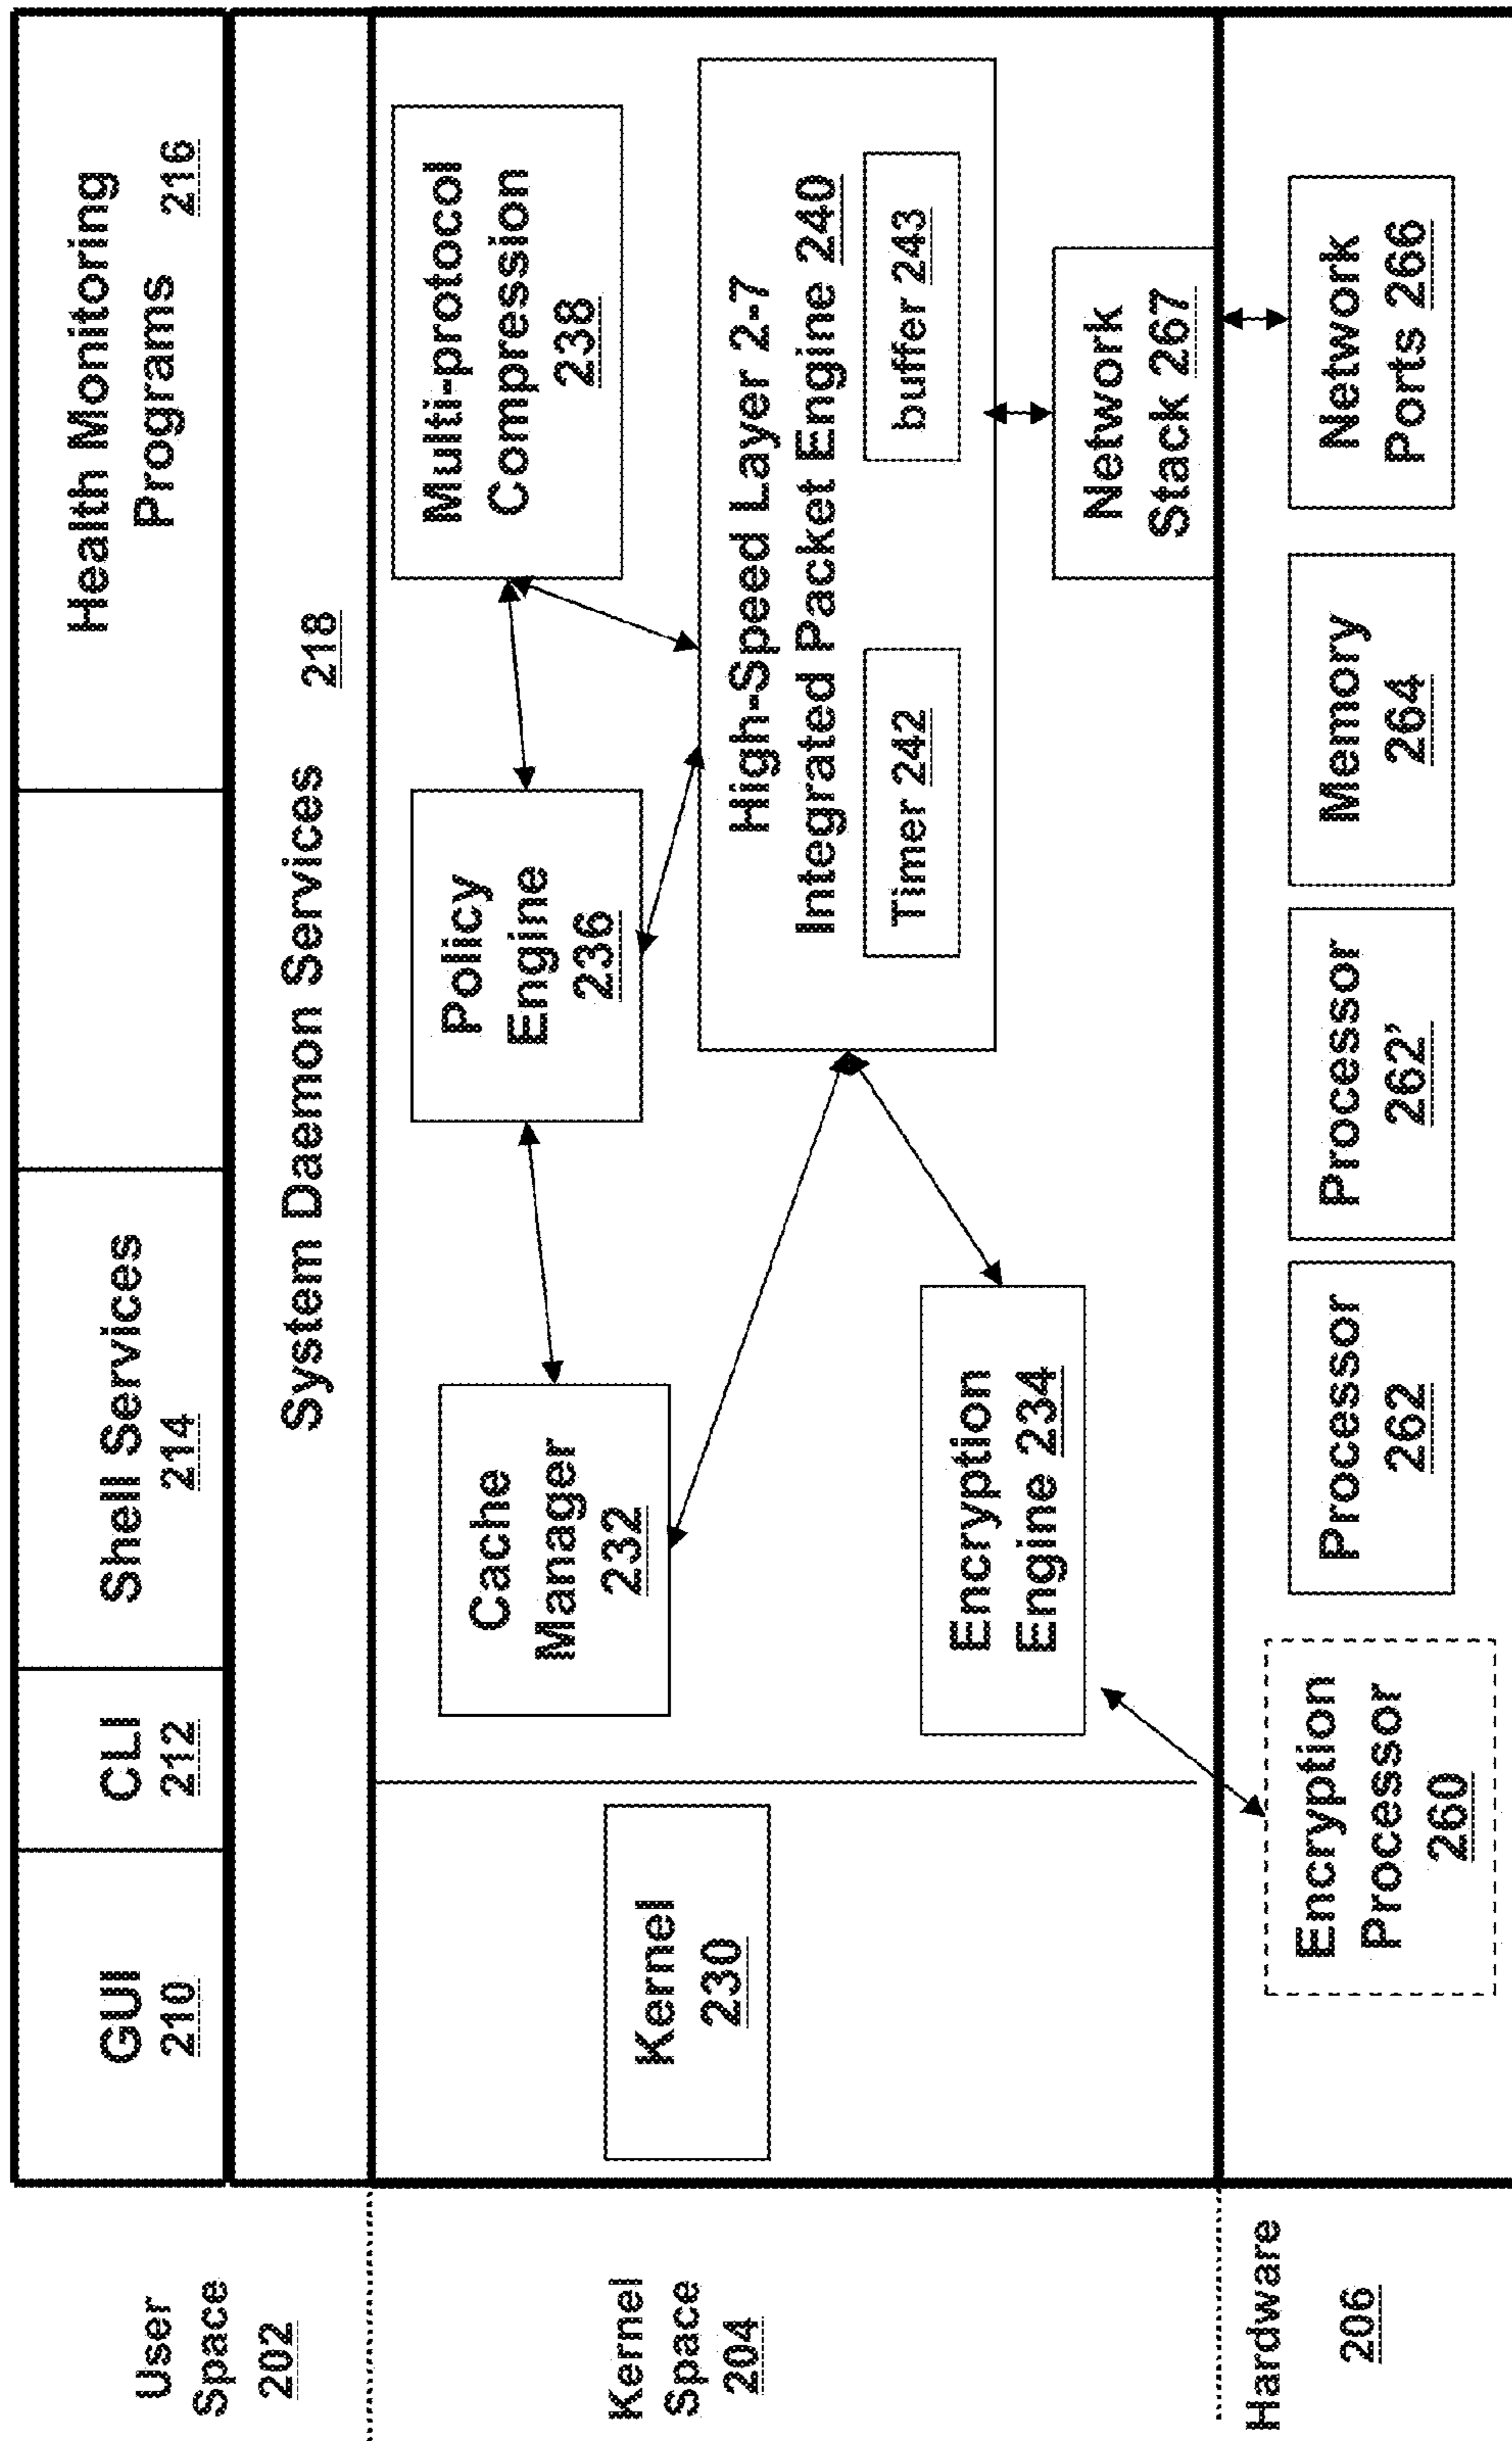 User
Space
202
GUI
210
CLI
212
Shell Services
214
Health Monitoring
Programs 216
System Daemon Services 218
Kernel
Space
204
Kernel
230
Cache
Manager
232
Policy
Engine
236
Multi-protocol
Compression
238
High-Speed Layer 2-7
Integrated Packet Engine 240
Timer 242
buffer 243
Encryption
Engine 234
Network
Stack 267
Hardware
206
Encryption
Processor
260
Processor
262
Processor
262'
Memory
264
Network
Ports 266